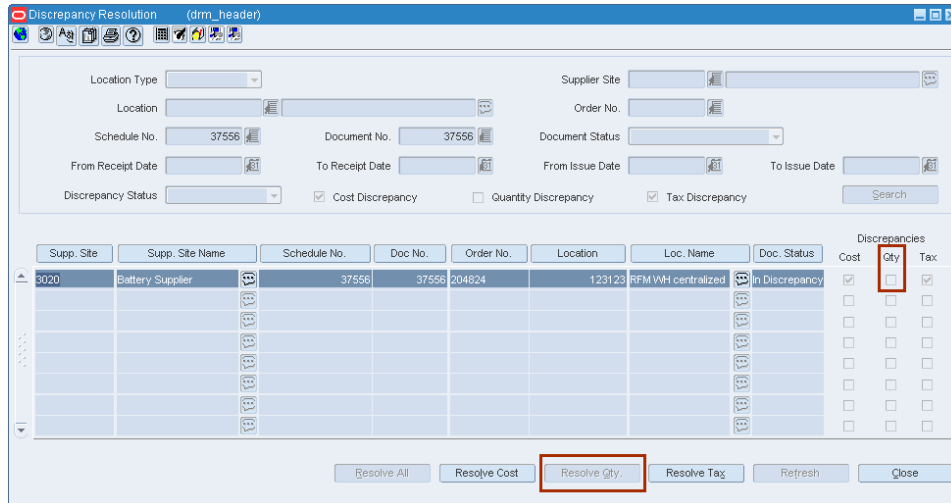 Discrepancy Resolution (drm_header)
Location Type Supplier Site
Location Order No.
Schedule No. 37556 Document No. 37556 Document Status
From Receipt Date To Receipt Date From Issue Date To Issue Date
Discrepancy Status Cost Discrepancy Quantity Discrepancy Tax Discrepancy Search
Discrepancies
Supp. Site Supp. Site Name Schedule No. Doc No. Order No. Location Loc. Name Doc. Status Cost Qty Tax
3020 Battery Supplier 37556 37556 204824 123123 RFM WH centralized In Discrepancy
Resolve All Resolve Cost Resolve Qty. Resolve Tax Refresh Close